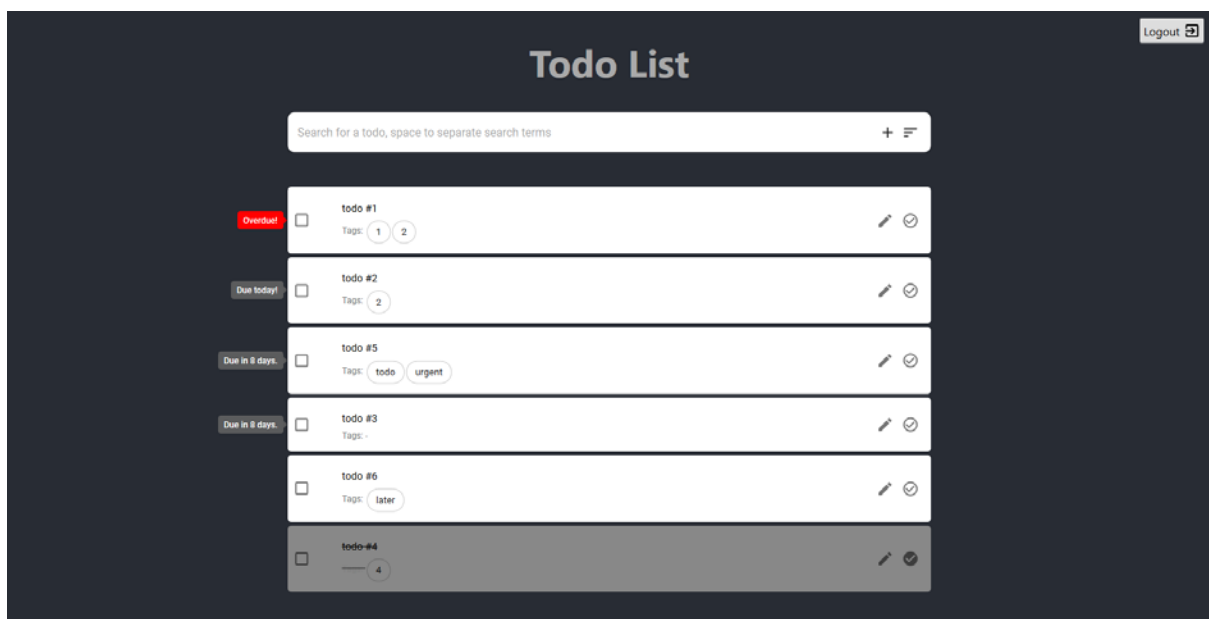 Logout
Todo List
Search for a todo, space to separate search terms
Overdue!
todo #1
Tags: 1 2
Due today!
todo #2
Tags: 2
Due in 8 days.
todo #5
Tags: todo urgent
Due in 8 days.
todo #3
Tags: -
todo #6
Tags: later
todo #4
4